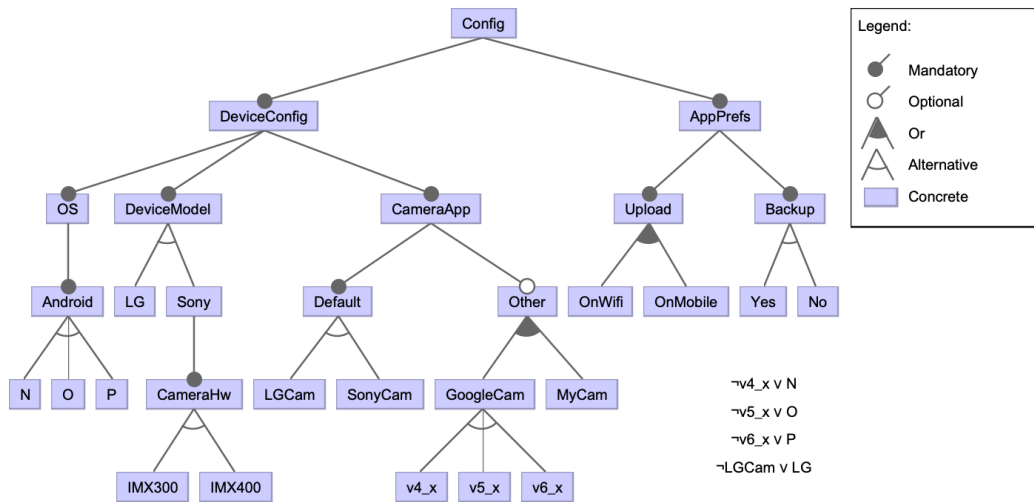 Config
Legend:
Mandatory
Optional
Or
Alternative
Concrete
DeviceConfig
AppPrefs
OS
DeviceModel
CameraApp
Upload
Backup
Android
LG
Sony
Default
Other
OnWifi
OnMobile
Yes
No
N
O
P
CameraHw
LGCam
SonyCam
GoogleCam
MyCam
¬v4_x ∨ N
¬v5_x ∨ O
¬v6_x ∨ P
¬LGCam ∨ LG
IMX300
IMX400
v4_x
v5_x
v6_x